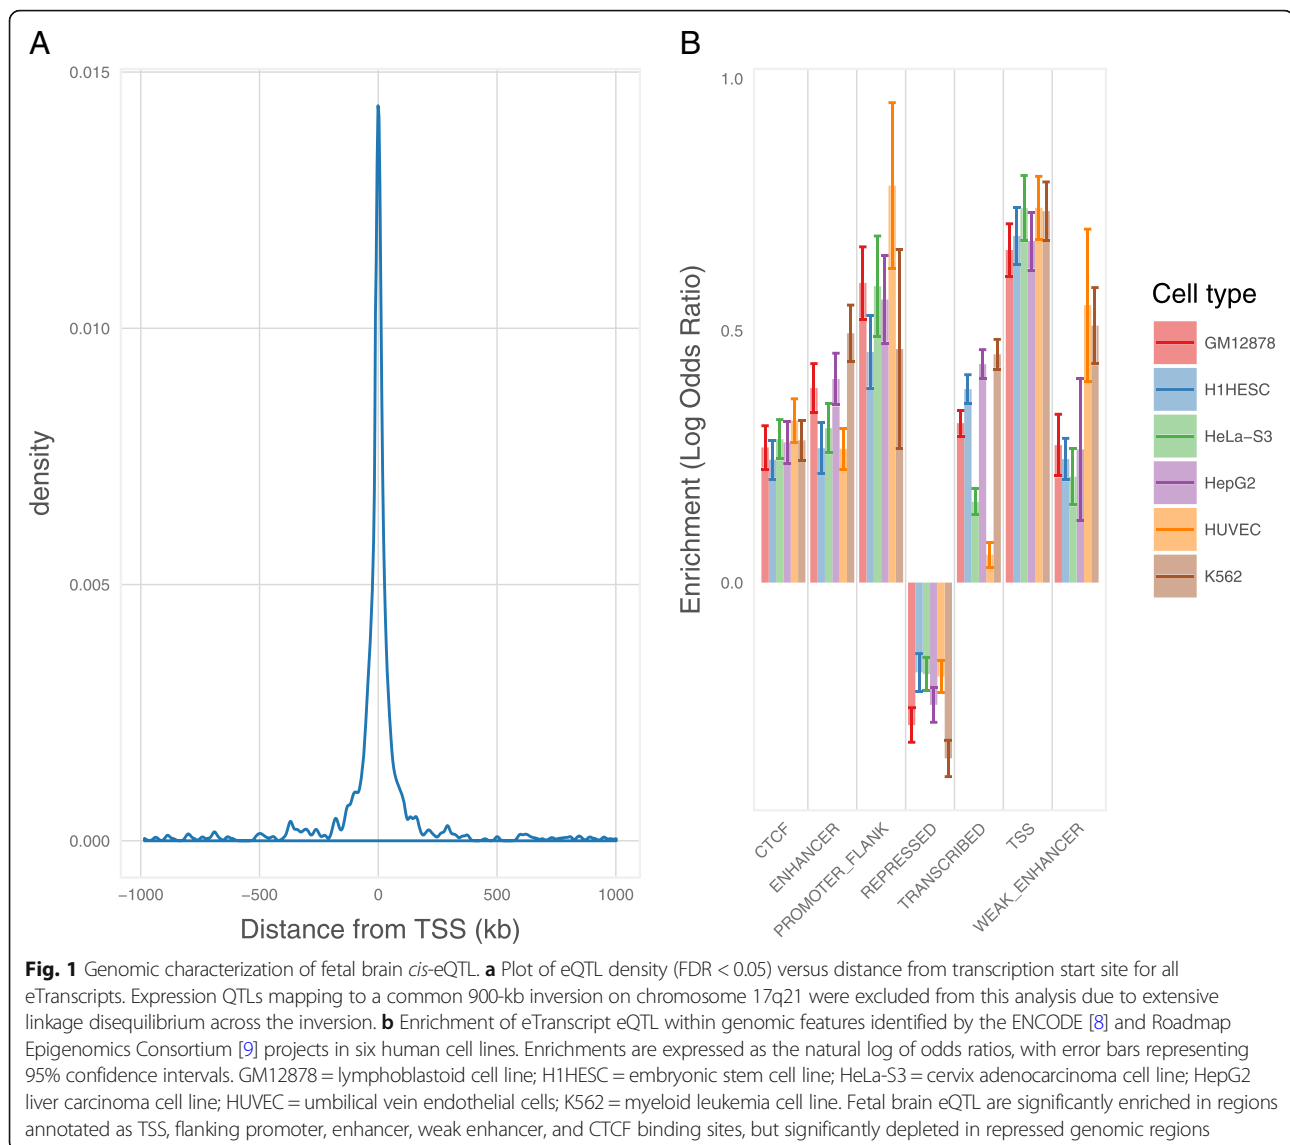 A
B
0.015
0.010
0.005
0.000
density
−1000
−500
0
500
1000
Distance from TSS (kb)
1.0
0.5
0.0
Enrichment (Log Odds Ratio)
CTCF
ENHANCER
PROMOTER_FLANK
REPRESSED
TRANSCRIBED
TSS
WEAK_ENHANCER
Cell type
GM12878
H1HESC
HeLa−S3
HepG2
HUVEC
K562
Fig. 1 Genomic characterization of fetal brain cis-eQTL. a Plot of eQTL density (FDR < 0.05) versus distance from transcription start site for all
eTranscripts. Expression QTLs mapping to a common 900-kb inversion on chromosome 17q21 were excluded from this analysis due to extensive
linkage disequilibrium across the inversion. b Enrichment of eTranscript eQTL within genomic features identified by the ENCODE [8] and Roadmap
Epigenomics Consortium [9] projects in six human cell lines. Enrichments are expressed as the natural log of odds ratios, with error bars representing
95% confidence intervals. GM12878 = lymphoblastoid cell line; H1HESC = embryonic stem cell line; HeLa-S3 = cervix adenocarcinoma cell line; HepG2
liver carcinoma cell line; HUVEC = umbilical vein endothelial cells; K562 = myeloid leukemia cell line. Fetal brain eQTL are significantly enriched in regions
annotated as TSS, flanking promoter, enhancer, weak enhancer, and CTCF binding sites, but significantly depleted in repressed genomic regions